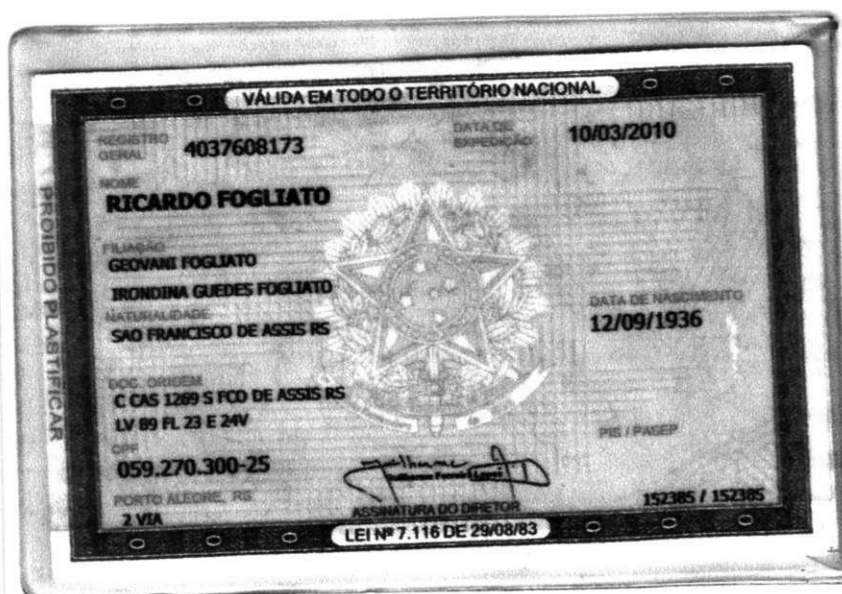 VÁLIDA EM TODO O TERRITÓRIO NACIONAL
REGISTRO GERAL 4037608173 DATA DE EXPEDIÇÃO 10/03/2010
NOME
RICARDO FOGLIATO
FILIAÇÃO
GEOVANI FOGLIATO
IRONDINA GUEDES FOGLIATO
NATURALIDADE DATA DE NASCIMENTO
SAO FRANCISCO DE ASSIS RS 12/09/1936
DOC. ORIGEM
C CAS 1269 S FCO DE ASSIS RS
LV B9 FL 23 E 24V
CPF PIS / PASEP
059.270.300-25
PORTO ALEGRE, RS ASSINATURA DO DIRETOR 152385 / 152385
2 VIA
LEI Nº 7.116 DE 29/08/83
PROIBIDO PLASTIFICAR